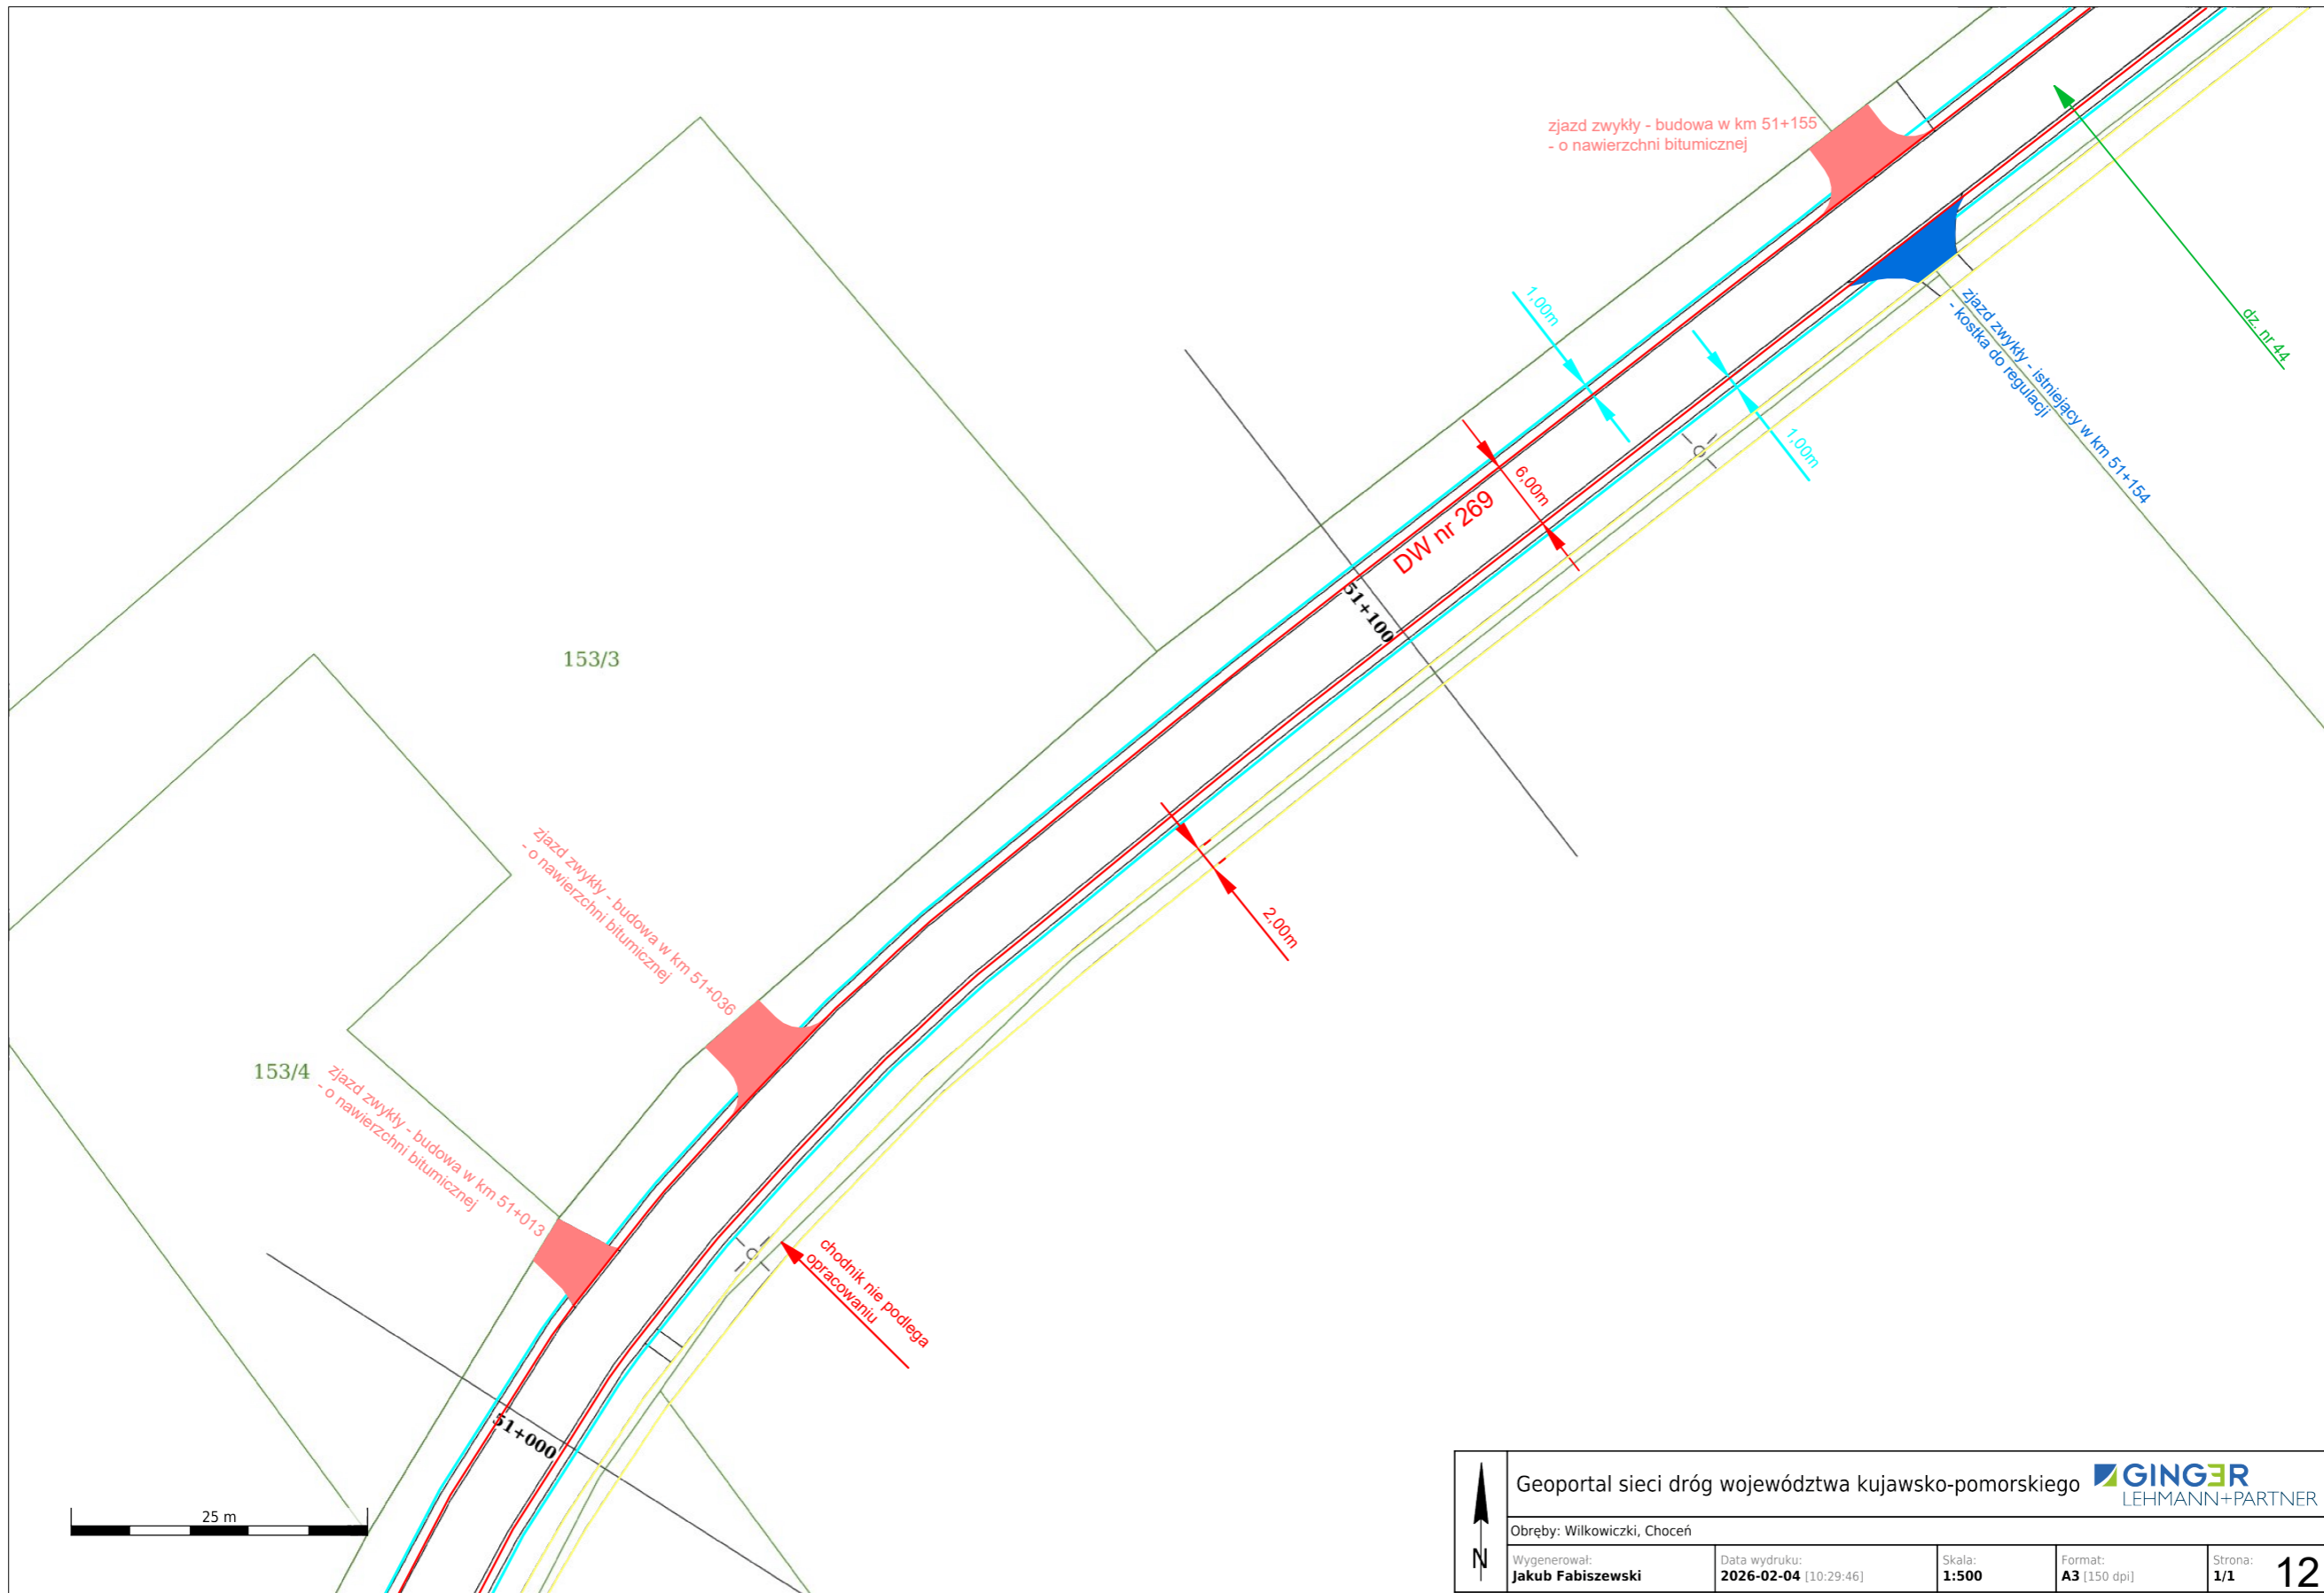 zjazd zwykły - budowa w km 51+155
- o nawierzchni bitumicznej
dz. nr 44
zjazd zwykły - istniejący w km 51+154
- kostka do regulacji
1,00m
1,00m
6,00m
DW nr 269
51+100
153/3
2,00m
zjazd zwykły - budowa w km 51+036
- o nawierzchni bitumicznej
153/4
zjazd zwykły - budowa w km 51+013
- o nawierzchni bitumicznej
chodnik nie podlega
opracowaniu
51+000
25 m
N
Geoportal sieci dróg województwa kujawsko-pomorskiego
GINGER
LEHMANN+PARTNER
Obręby: Wilkowiczki, Choceń
Wygenerował:
Jakub Fabiszewski
Data wydruku:
2026-02-04 [10:29:46]
Skala:
1:500
Format:
A3 [150 dpi]
Strona:
1/1
12